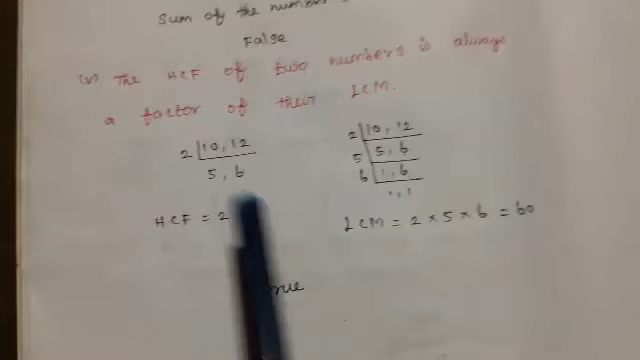 Sum of the number
False
(v) The HCF of two numbers is always
a factor of their LCM.
2 | 10, 12
5, 6
HCF = 2
2 | 10, 12
5 | 5, 6
6 | 1, 6
1, 1
LCM = 2 × 5 × 6 = 60